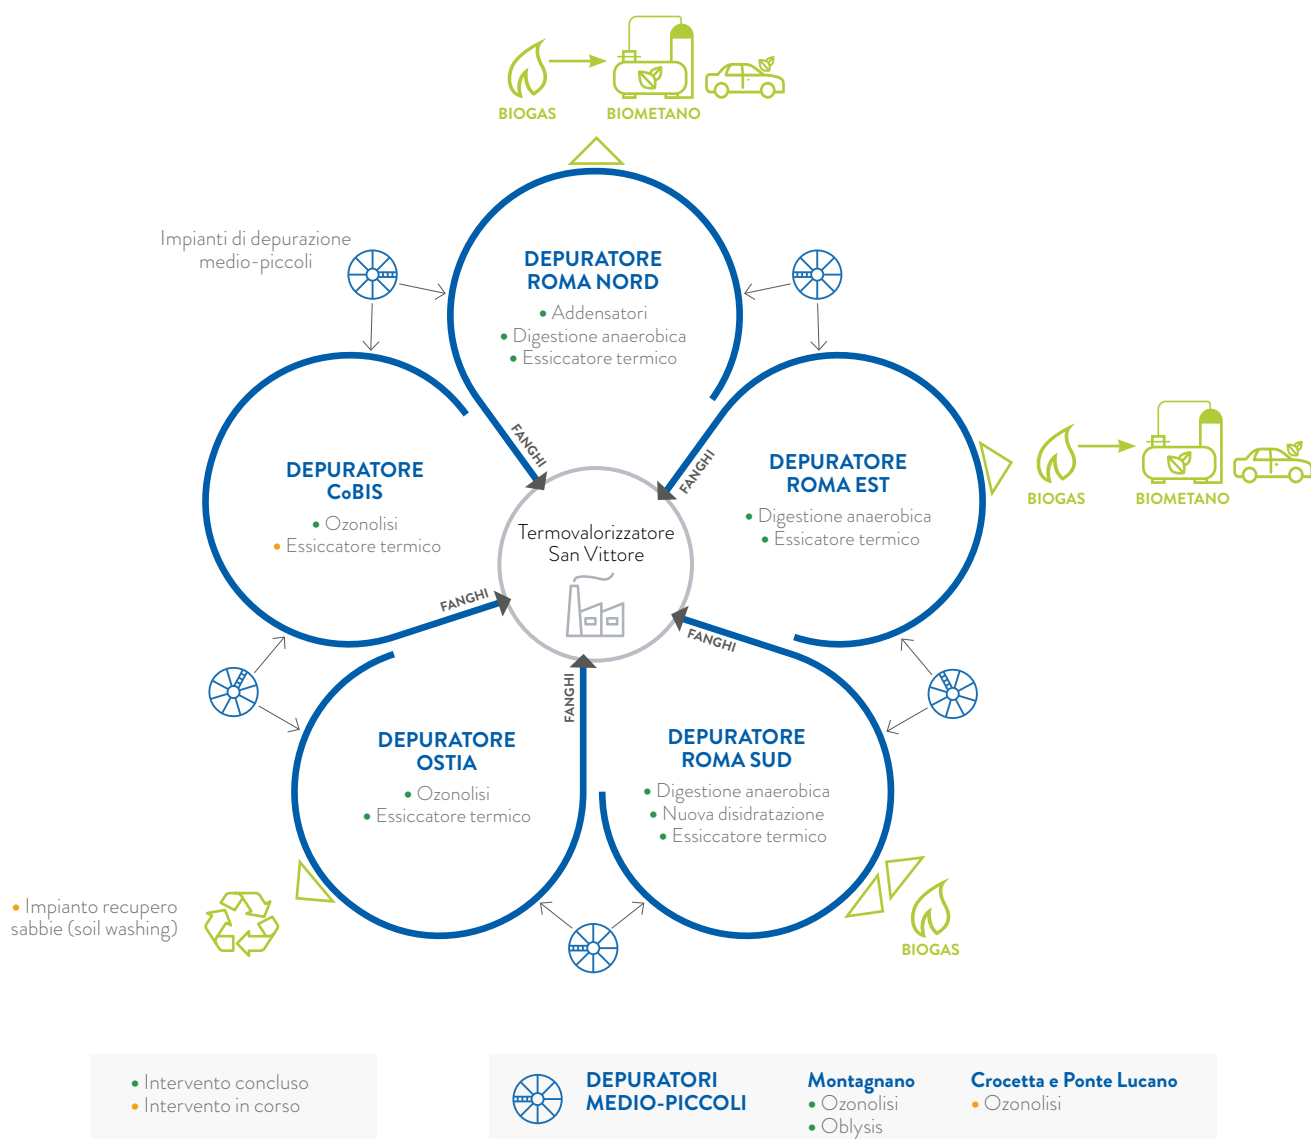 BIOGAS
BIOMETANO
Impianti di depurazione
medio-piccoli
DEPURATORE
ROMA NORD
• Addensatori
• Digestione anaerobica
• Essiccatore termico
FANGHI
FANGHI
DEPURATORE
CoBIS
• Ozonolisi
• Essiccatore termico
DEPURATORE
ROMA EST
• Digestione anaerobica
• Essicatore termico
BIOGAS
BIOMETANO
Termovalorizzatore
San Vittore
FANGHI
FANGHI
FANGHI
DEPURATORE
OSTIA
• Ozonolisi
• Essiccatore termico
DEPURATORE
ROMA SUD
• Digestione anaerobica
• Nuova disidratazione
• Essiccatore termico
• Impianto recupero
sabbie (soil washing)
BIOGAS
• Intervento concluso
• Intervento in corso
DEPURATORI
MEDIO-PICCOLI
Montagnano
• Ozonolisi
• Oblysis
Crocetta e Ponte Lucano
• Ozonolisi